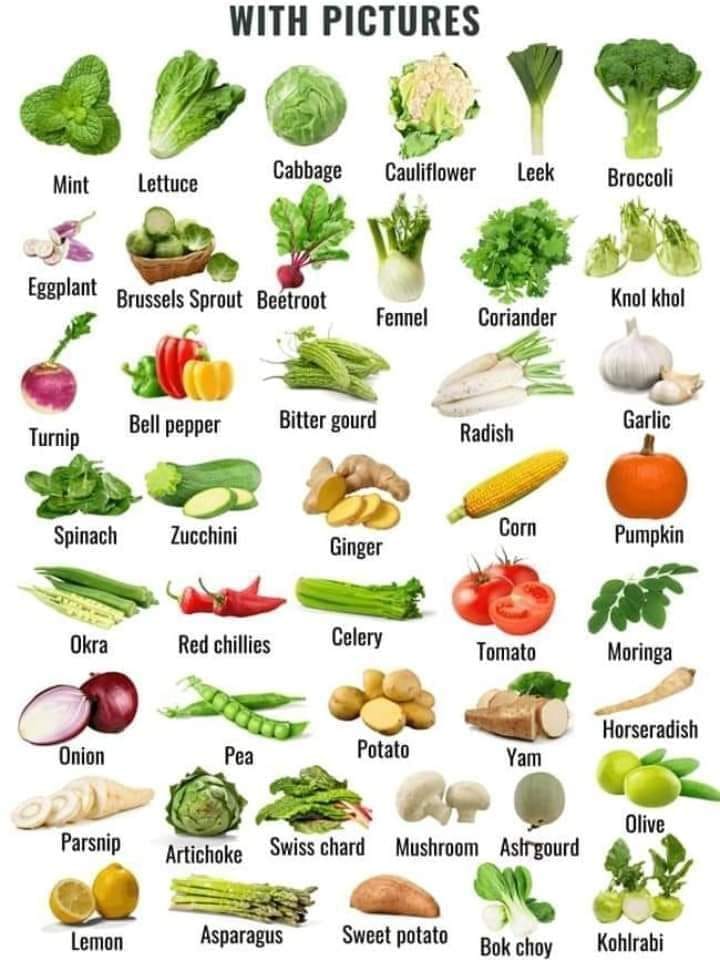 WITH PICTURES
Mint
Lettuce
Cabbage
Cauliflower
Leek
Broccoli
Eggplant
Brussels Sprout
Beetroot
Fennel
Coriander
Knol khol
Turnip
Bell pepper
Bitter gourd
Radish
Garlic
Spinach
Zucchini
Ginger
Corn
Pumpkin
Okra
Red chillies
Celery
Tomato
Moringa
Onion
Pea
Potato
Yam
Horseradish
Parsnip
Artichoke
Swiss chard
Mushroom
Ash gourd
Olive
Lemon
Asparagus
Sweet potato
Bok choy
Kohlrabi